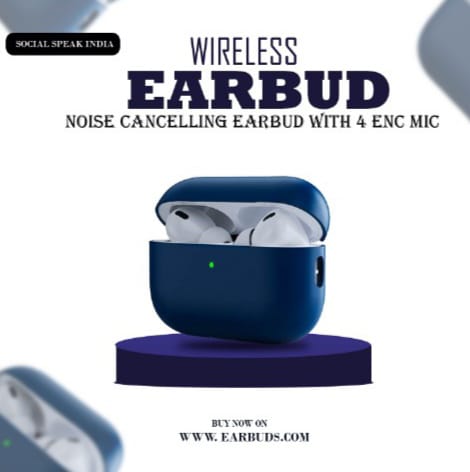 SOCIAL SPEAK INDIA
WIRELESS
EARBUD
NOISE CANCELLING EARBUD WITH 4 ENC MIC
BUY NOW ON
WWW. EARBUDS.COM